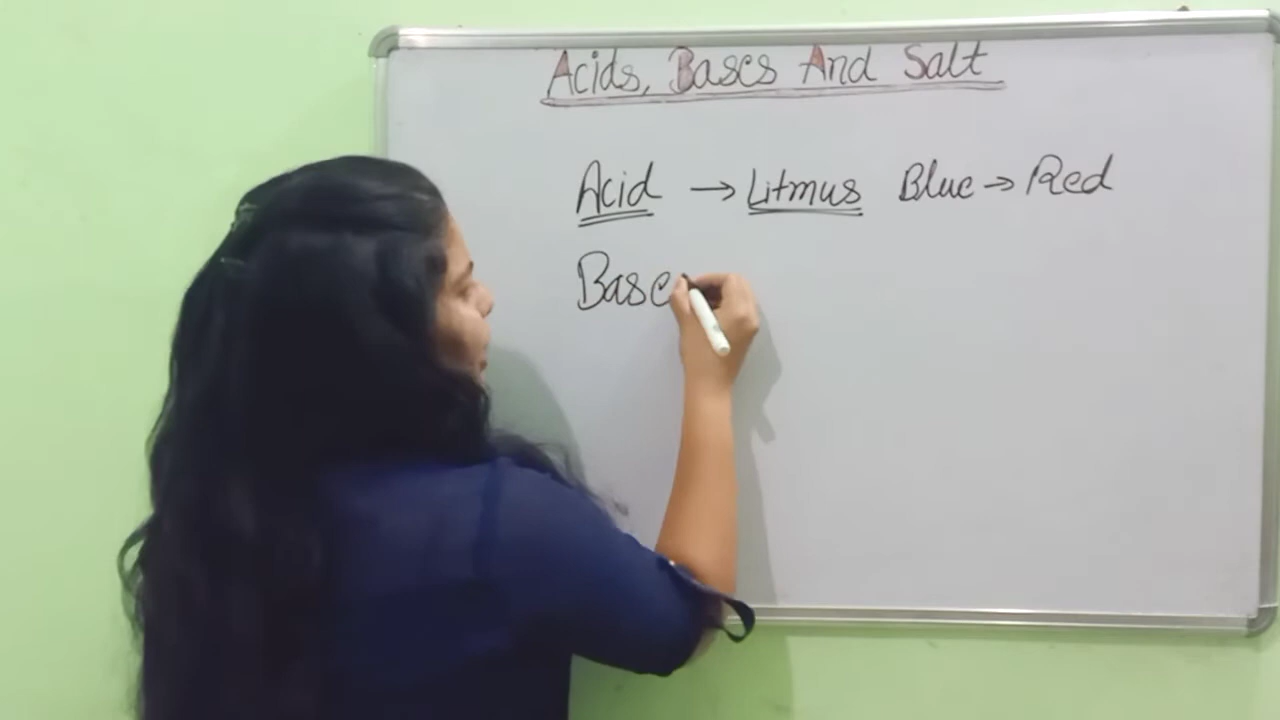 Acids, Bases And Salt
Acid → Litmus Blue → Red
Base